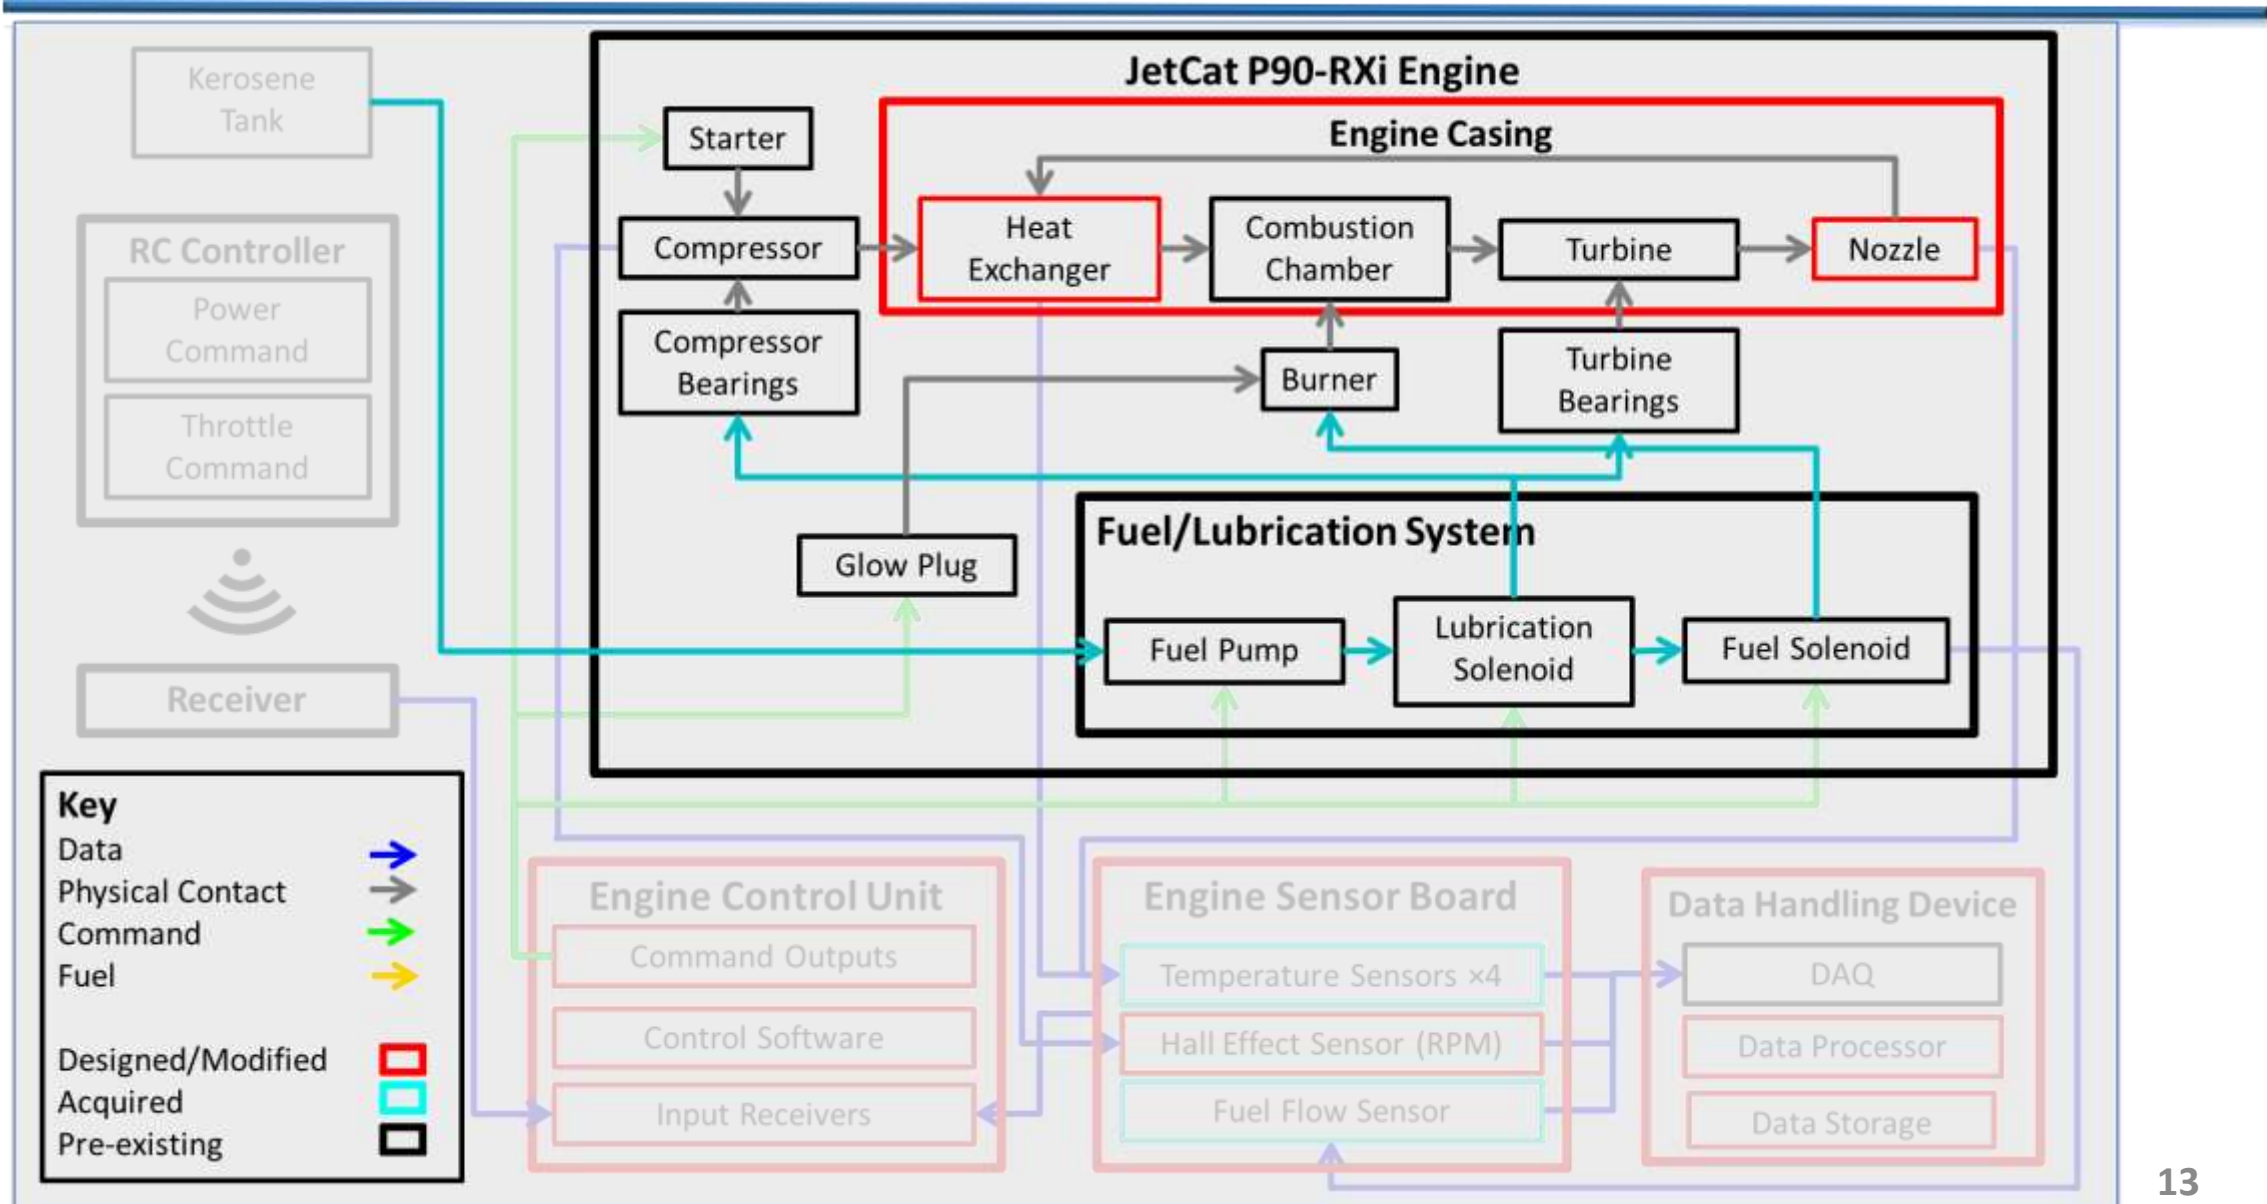 JetCat P90-RXi Engine
Kerosene
Tank
Starter
Engine Casing
RC Controller
Power
Command
Throttle
Command
Compressor
Heat
Exchanger
Combustion
Chamber
Turbine
Nozzle
Compressor
Bearings
Burner
Turbine
Bearings
Glow Plug
Fuel/Lubrication System
Fuel Pump
Lubrication
Solenoid
Fuel Solenoid
Receiver
Key
Data
Physical Contact
Command
Fuel
Designed/Modified
Acquired
Pre-existing
Engine Control Unit
Command Outputs
Control Software
Input Receivers
Engine Sensor Board
Temperature Sensors ×4
Hall Effect Sensor (RPM)
Fuel Flow Sensor
Data Handling Device
DAQ
Data Processor
Data Storage
13